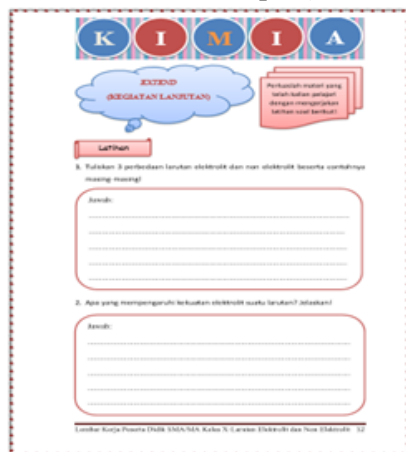 KIMIA
EXTEND
(KEGIATAN LANJUTAN)
Perluaslah materi yang
telah kalian pelajari
dengan mengerjakan
latihan soal berikut!
Latihan
1. Tuliskan 3 perbedaan larutan elektrolit dan non elektrolit beserta contohnya
masing-masing!
Jawab:
2. Apa yang mempengaruhi kekuatan elektrolit suatu larutan? Jelaskan!
Jawab:
Lembar Kerja Peserta Didik SMA/MA Kelas X: Larutan Elektrolit dan Non Elektrolit 12